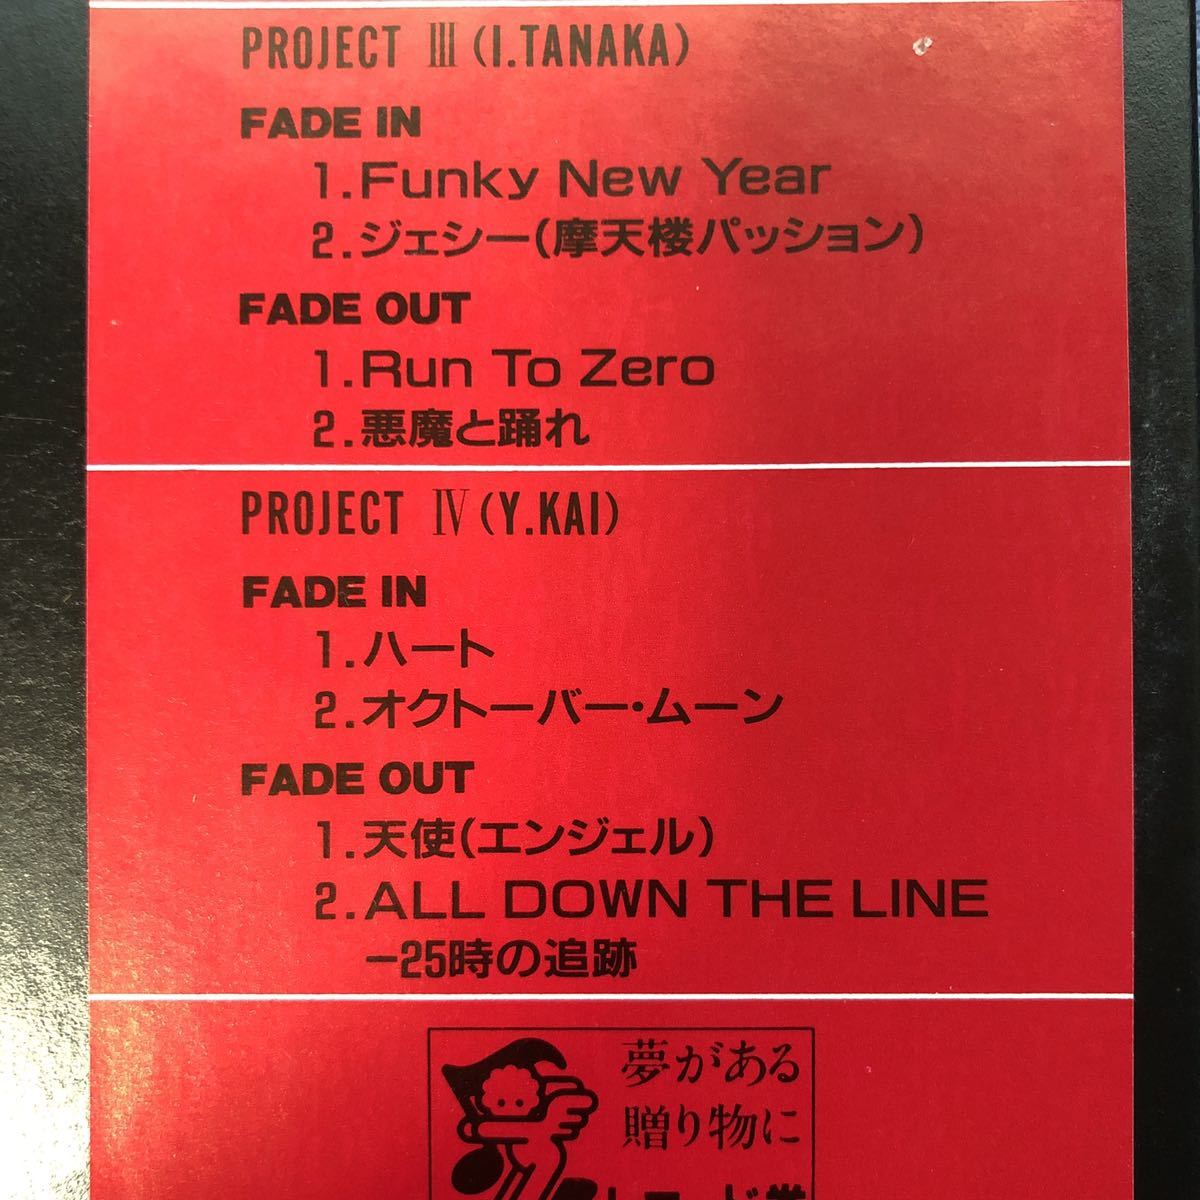 PROJECT Ⅲ (I.TANAKA)
FADE IN
1.Funky New Year
2.ジェシー(摩天楼パッション)
FADE OUT
1.Run To Zero
2.悪魔と踊れ
PROJECT Ⅳ (Y.KAI)
FADE IN
1.ハート
2.オクトーバー・ムーン
FADE OUT
1.天使(エンジェル)
2.ALL DOWN THE LINE
−25時の追跡
夢がある
贈り物に